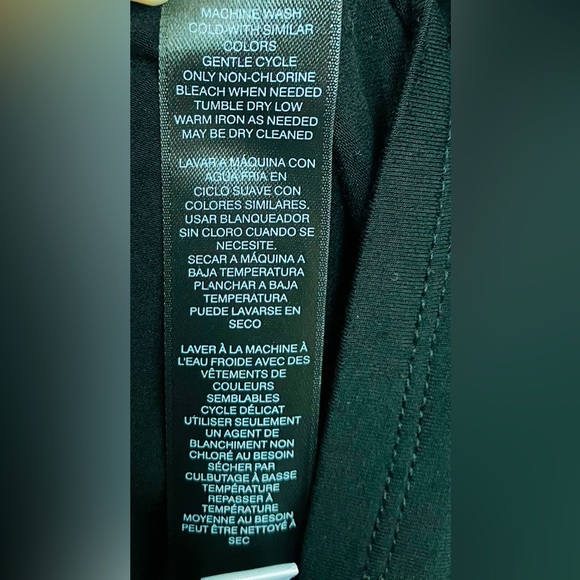 MACHINE WASH
COLD WITH SIMILAR
COLORS
GENTLE CYCLE
ONLY NON-CHLORINE
BLEACH WHEN NEEDED
TUMBLE DRY LOW
WARM IRON AS NEEDED
MAY BE DRY CLEANED
LAVAR A MÁQUINA CON
AGUA FRIA EN
CICLO SUAVE CON
COLORES SIMILARES.
USAR BLANQUEADOR
SIN CLORO CUANDO SE
NECESITE.
SECAR A MÁQUINA A
BAJA TEMPERATURA
PLANCHAR A BAJA
TEMPERATURA
PUEDE LAVARSE EN
SECO
LAVER À LA MACHINE À
L'EAU FROIDE AVEC DES
VÊTEMENTS DE
COULEURS
SEMBLABLES
CYCLE DÉLICAT
UTILISER SEULEMENT
UN AGENT DE
BLANCHIMENT NON
CHLORÉ AU BESOIN
SÉCHER PAR
CULBUTAGE À BASSE
TEMPÉRATURE
REPASSER À
TEMPÉRATURE
MOYENNE AU BESOIN
PEUT ÊTRE NETTOYÉ À
SEC